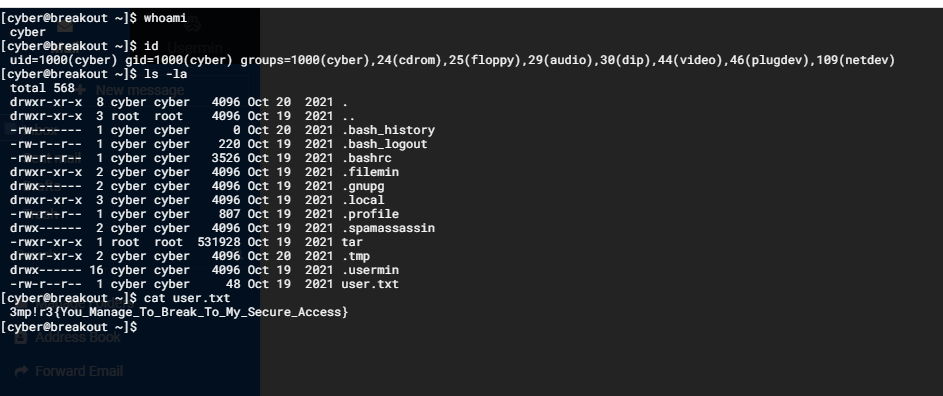 [cyber@breakout ~]$ whoami
cyber
[cyber@breakout ~]$ id
uid=1000(cyber) gid=1000(cyber) groups=1000(cyber),24(cdrom),25(floppy),29(audio),30(dip),44(video),46(plugdev),109(netdev)
[cyber@breakout ~]$ ls -la
total 568
New message
drwxr-xr-x  8 cyber cyber   4096 Oct 20  2021 .
drwxr-xr-x  3 root  root    4096 Oct 19  2021 ..
-rw-------  1 cyber cyber      0 Oct 20  2021 .bash_history
-rw-r--r--  1 cyber cyber    220 Oct 19  2021 .bash_logout
-rw-r--r--  1 cyber cyber   3526 Oct 19  2021 .bashrc
drwxr-xr-x  2 cyber cyber   4096 Oct 19  2021 .filemin
drwx------  2 cyber cyber   4096 Oct 19  2021 .gnupg
drwxr-xr-x  3 cyber cyber   4096 Oct 19  2021 .local
-rw-r--r--  1 cyber cyber    807 Oct 19  2021 .profile
drwx------  2 cyber cyber   4096 Oct 19  2021 .spamassassin
-rwxr-xr-x  1 root  root  531928 Oct 19  2021 tar
drwxr-xr-x  2 cyber cyber   4096 Oct 20  2021 .tmp
drwx------ 16 cyber cyber   4096 Oct 19  2021 .usermin
-rw-r--r--  1 cyber cyber     48 Oct 19  2021 user.txt
[cyber@breakout ~]$ cat user.txt
3mp!r3{You_Manage_To_Break_To_My_Secure_Access}
[cyber@breakout ~]$
Address Book
Forward Email